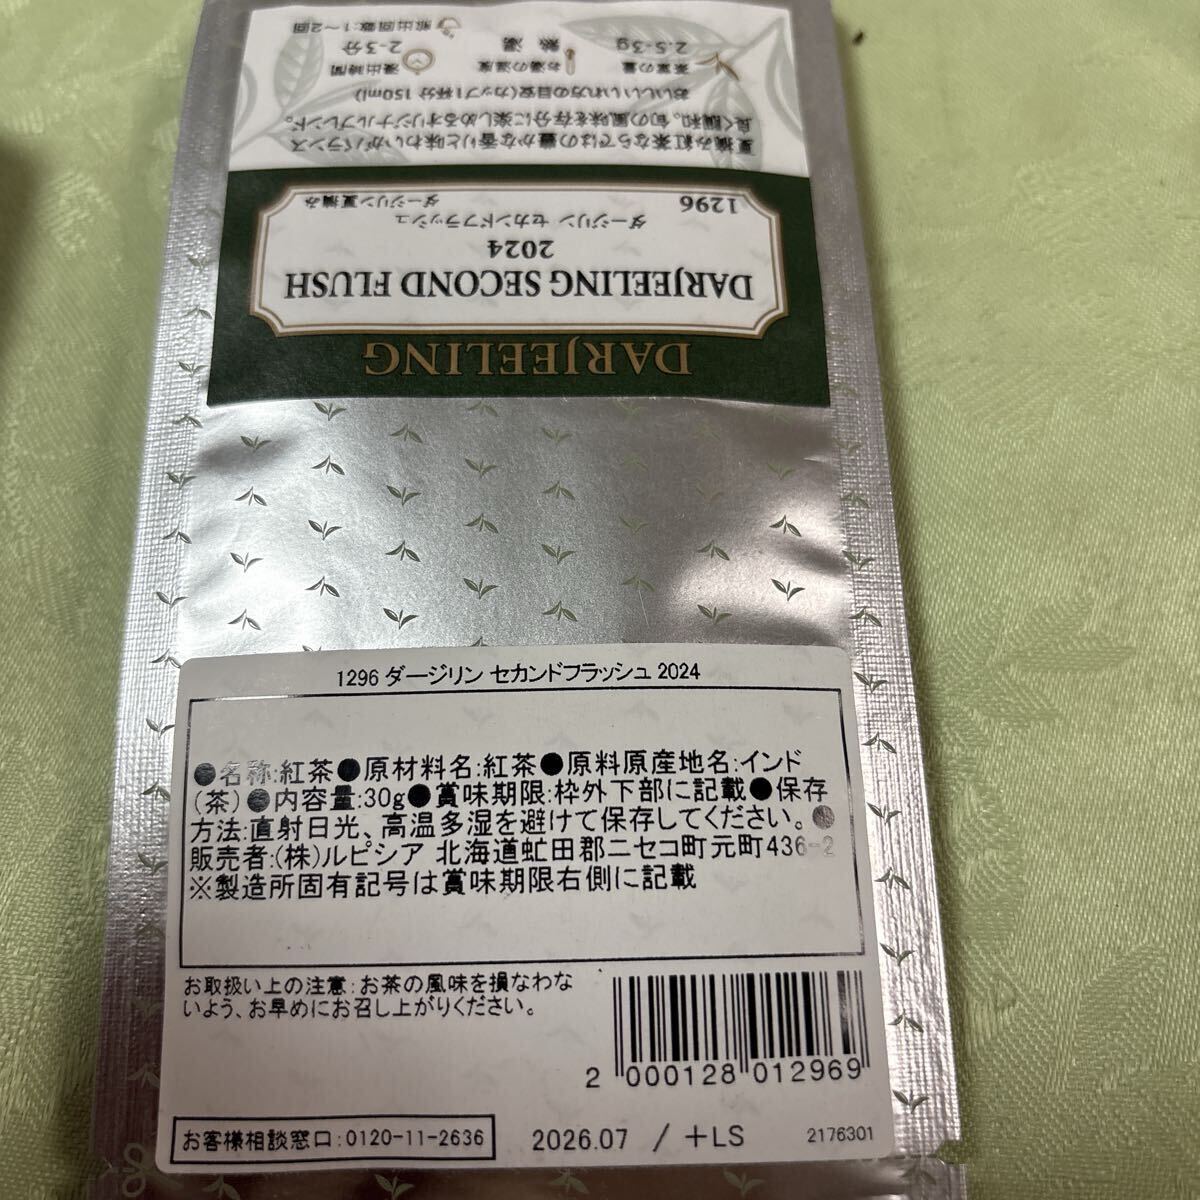 DARJEELING
DARJEELING SECOND FLUSH
2024
ダージリン セカンドフラッシュ
1296 ダージリン夏摘み
夏摘み紅茶ならではの豊かな香りと味わいがバランス
良く調和。旬の風味を存分に楽しめるオリジナルブレンド。
おいしいいれ方の目安(カップ1杯分 150ml)
茶葉の量 お湯の温度 浸出時間
2.5-3g 熱湯 2-3分 煎出回数:1~2回
1296 ダージリン セカンドフラッシュ 2024
●名称:紅茶●原材料名:紅茶●原料原産地名:インド
(茶)●内容量:30g●賞味期限:枠外下部に記載●保存
方法:直射日光、高温多湿を避けて保存してください。●
販売者:(株)ルピシア 北海道虻田郡ニセコ町元町436-2
※製造所固有記号は賞味期限右側に記載
お取扱い上の注意:お茶の風味を損なわな
いよう、お早めにお召し上がりください。
2 000128 012969
お客様相談窓口:0120-11-2636
2026.07 / +LS
2176301